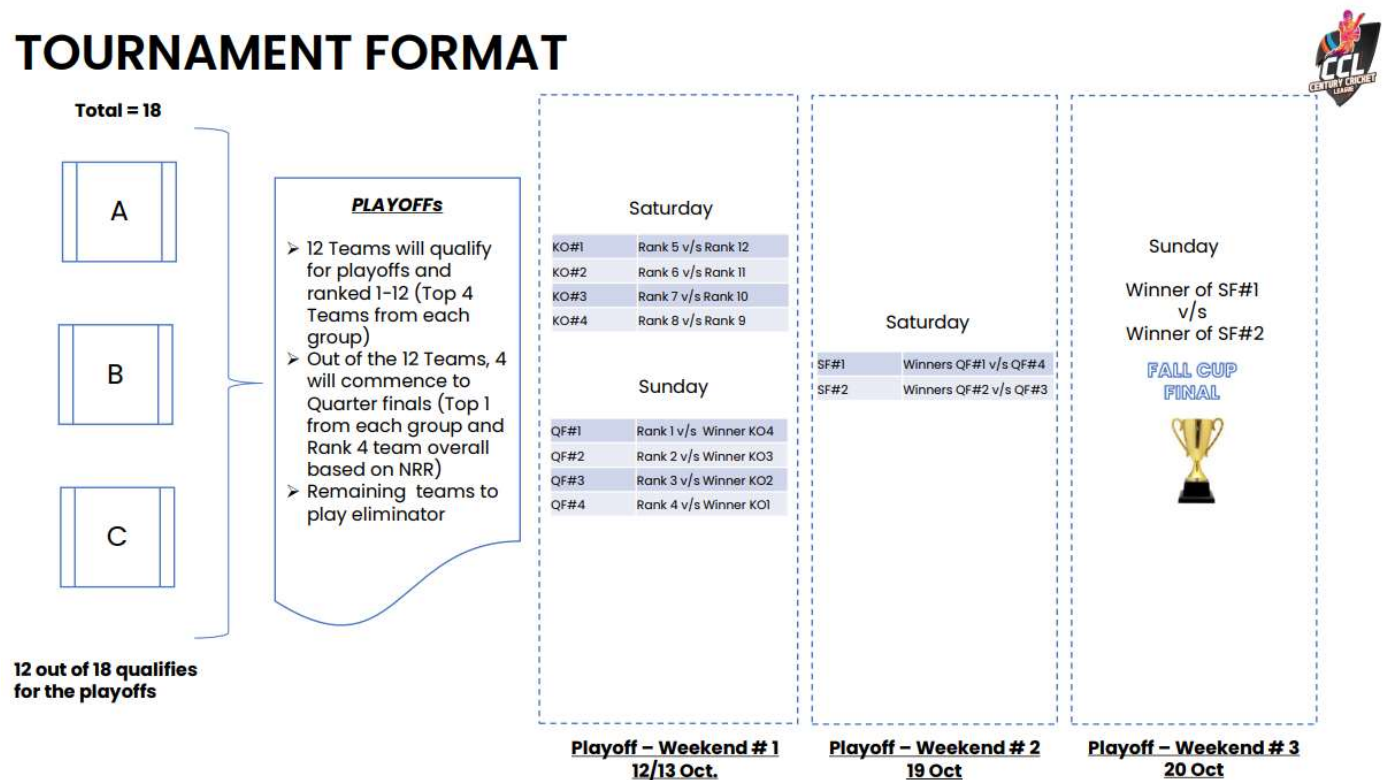 TOURNAMENT FORMAT
CCL
CENTURY CRICKET
LEAGUE
Total = 18
A
B
C
12 out of 18 qualifies
for the playoffs
PLAYOFFs
➢ 12 Teams will qualify
for playoffs and
ranked 1-12 (Top 4
Teams from each
group)
➢ Out of the 12 Teams, 4
will commence to
Quarter finals (Top 1
from each group and
Rank 4 team overall
based on NRR)
➢ Remaining teams to
play eliminator
Saturday
KO#1 Rank 5 v/s Rank 12
KO#2 Rank 6 v/s Rank 11
KO#3 Rank 7 v/s Rank 10
KO#4 Rank 8 v/s Rank 9
Sunday
QF#1 Rank 1 v/s Winner KO4
QF#2 Rank 2 v/s Winner KO3
QF#3 Rank 3 v/s Winner KO2
QF#4 Rank 4 v/s Winner KO1
Playoff – Weekend # 1
12/13 Oct.
Saturday
SF#1 Winners QF#1 v/s QF#4
SF#2 Winners QF#2 v/s QF#3
Playoff – Weekend # 2
19 Oct
Sunday
Winner of SF#1
v/s
Winner of SF#2
FALL CUP
FINAL
Playoff – Weekend # 3
20 Oct